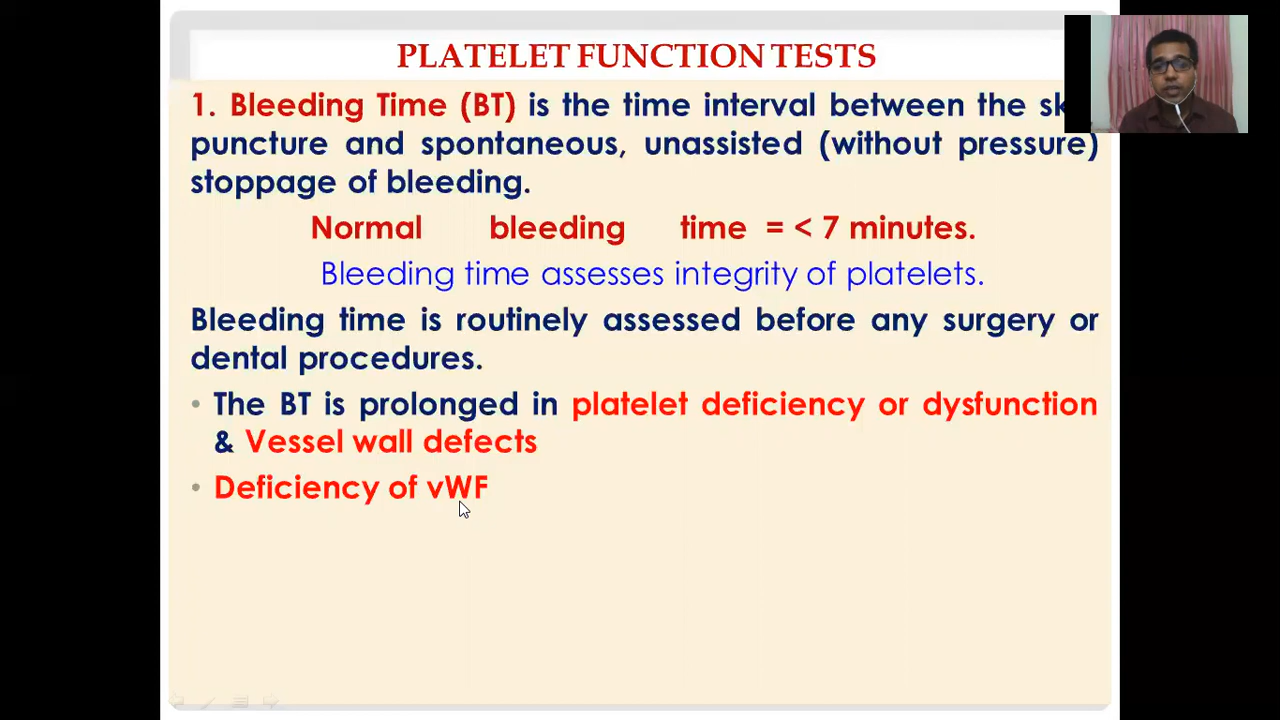 PLATELET FUNCTION TESTS
1. Bleeding Time (BT) is the time interval between the
puncture and spontaneous, unassisted (without pressure)
stoppage of bleeding.
Normal bleeding time = < 7 minutes.
Bleeding time assesses integrity of platelets.
Bleeding time is routinely assessed before any surgery or
dental procedures.
• The BT is prolonged in platelet deficiency or dysfunction
& Vessel wall defects
• Deficiency of vWF